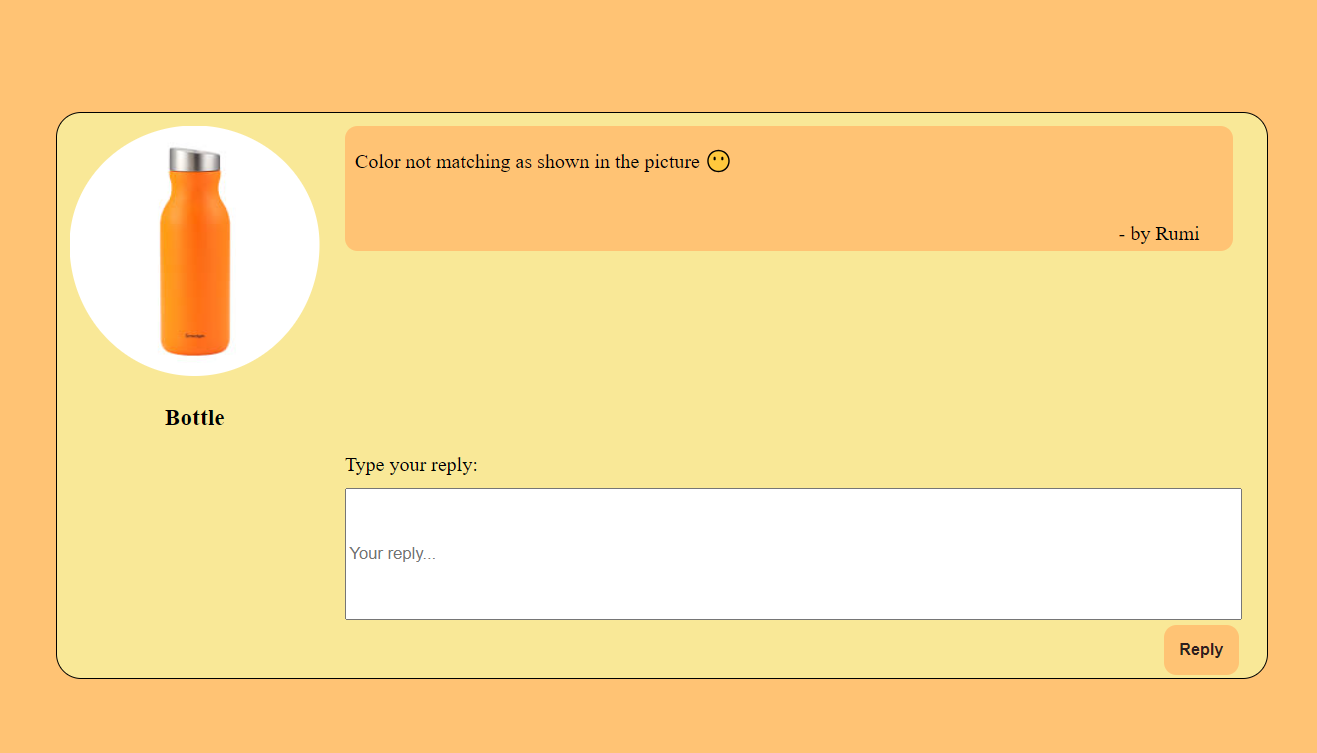 Color not matching as shown in the picture 😶
- by Rumi
Bottle
Type your reply:
Your reply...
Reply